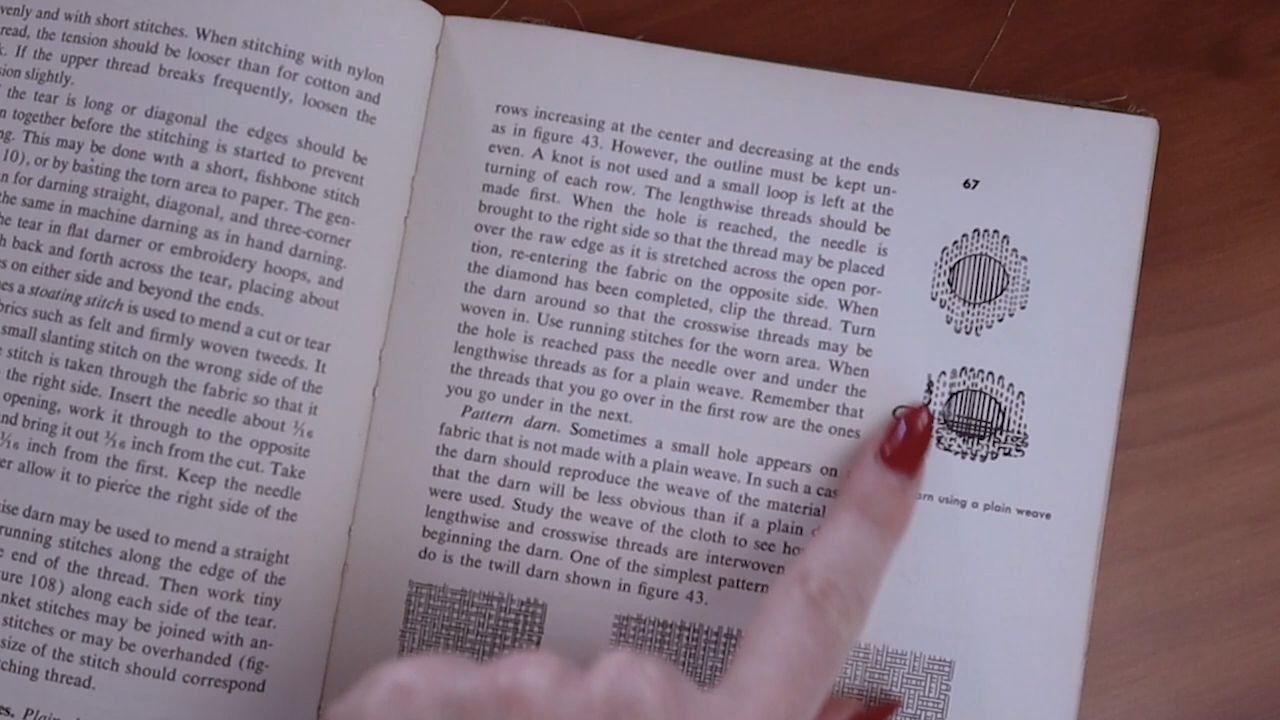 venly and with short stitches. When stitching with nylon
read, the tension should be looser than for cotton and
k. If the upper thread breaks frequently, loosen the
sion slightly.
the tear is long or diagonal the edges should be
n together before the stitching is started to prevent
ng. This may be done with a short, fishbone stitch
10), or by basting the torn area to paper. The gen-
n for darning straight, diagonal, and three-corner
the same in machine darning as in hand darning.
he tear in flat darner or embroidery hoops, and
h back and forth across the tear, placing about
es on either side and beyond the ends.
es a stoating stitch is used to mend a cut or tear
brics such as felt and firmly woven tweeds. It
small slanting stitch on the wrong side of the
stitch is taken through the fabric so that it
the right side. Insert the needle about 1/16
opening, work it through to the opposite
nd bring it out 1/16 inch from the cut. Take
1/16 inch from the first. Keep the needle
er allow it to pierce the right side of the
ise darn may be used to mend a straight
running stitches along the edge of the
e end of the thread. Then work tiny
ure 108) along each side of the tear.
nket stitches may be joined with an-
stitches or may be overhanded (fig-
size of the stitch should correspond
ching thread.
rows increasing at the center and decreasing at the ends
as in figure 43. However, the outline must be kept un-
even. A knot is not used and a small loop is left at the
turning of each row. The lengthwise threads should be
made first. When the hole is reached, the needle is
brought to the right side so that the thread may be placed
over the raw edge as it is stretched across the open por-
tion, re-entering the fabric on the opposite side. When
the diamond has been completed, clip the thread. Turn
the darn around so that the crosswise threads may be
woven in. Use running stitches for the worn area. When
the hole is reached pass the needle over and under the
lengthwise threads as for a plain weave. Remember that
the threads that you go over in the first row are the ones
you go under in the next.
Pattern darn. Sometimes a small hole appears on
fabric that is not made with a plain weave. In such a cas
the darn should reproduce the weave of the material
that the darn will be less obvious than if a plain d
were used. Study the weave of the cloth to see ho
lengthwise and crosswise threads are interwoven
beginning the darn. One of the simplest pattern
do is the twill darn shown in figure 43.
67
arn using a plain weave